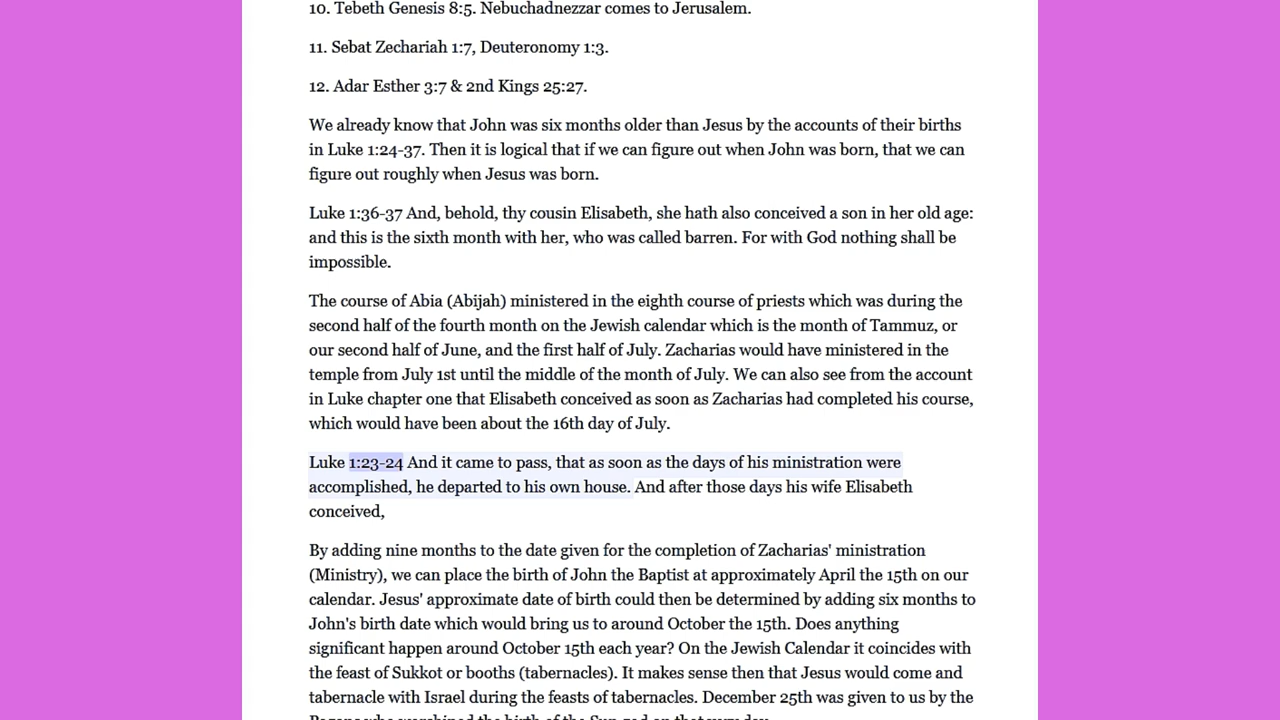 10. Tebeth Genesis 8:5. Nebuchadnezzar comes to Jerusalem.
11. Sebat Zechariah 1:7, Deuteronomy 1:3.
12. Adar Esther 3:7 & 2nd Kings 25:27.
We already know that John was six months older than Jesus by the accounts of their births
in Luke 1:24-37. Then it is logical that if we can figure out when John was born, that we can
figure out roughly when Jesus was born.
Luke 1:36-37 And, behold, thy cousin Elisabeth, she hath also conceived a son in her old age:
and this is the sixth month with her, who was called barren. For with God nothing shall be
impossible.
The course of Abia (Abijah) ministered in the eighth course of priests which was during the
second half of the fourth month on the Jewish calendar which is the month of Tammuz, or
our second half of June, and the first half of July. Zacharias would have ministered in the
temple from July 1st until the middle of the month of July. We can also see from the account
in Luke chapter one that Elisabeth conceived as soon as Zacharias had completed his course,
which would have been about the 16th day of July.
Luke 1:23-24 And it came to pass, that as soon as the days of his ministration were
accomplished, he departed to his own house. And after those days his wife Elisabeth
conceived,
By adding nine months to the date given for the completion of Zacharias' ministration
(Ministry), we can place the birth of John the Baptist at approximately April the 15th on our
calendar. Jesus' approximate date of birth could then be determined by adding six months to
John's birth date which would bring us to around October the 15th. Does anything
significant happen around October 15th each year? On the Jewish Calendar it coincides with
the feast of Sukkot or booths (tabernacles). It makes sense then that Jesus would come and
tabernacle with Israel during the feasts of tabernacles. December 25th was given to us by the